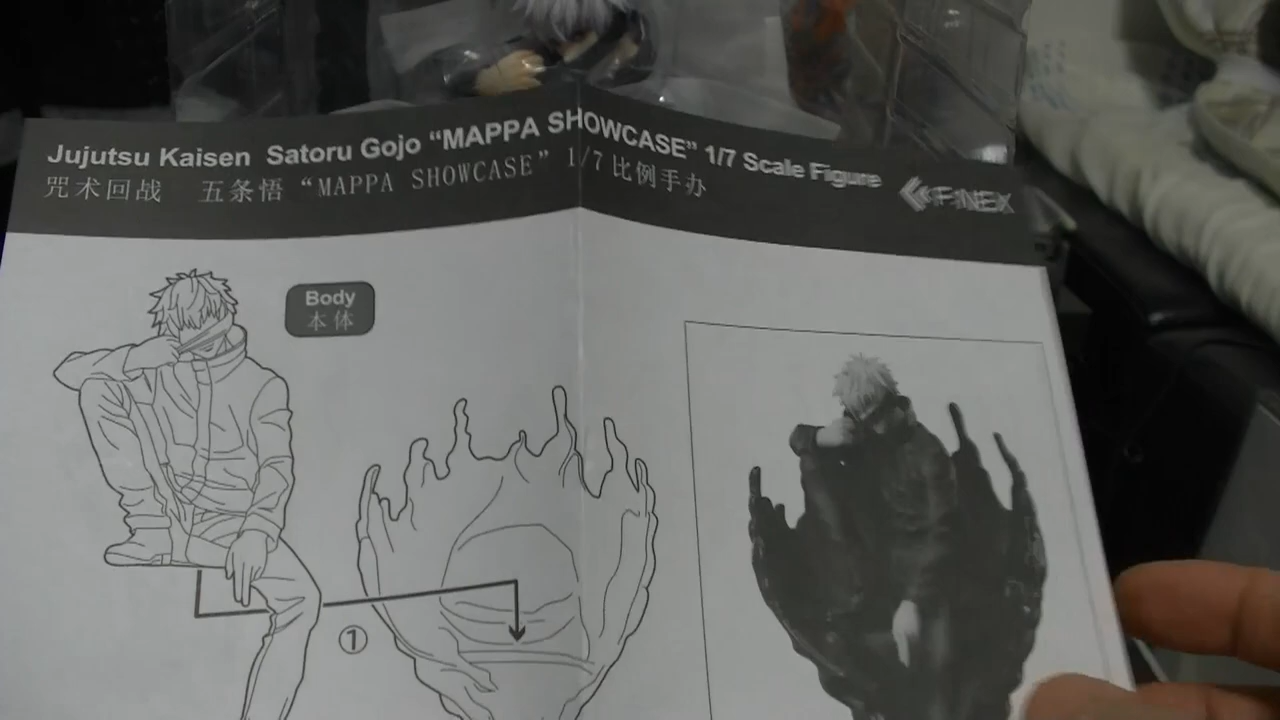 Jujutsu Kaisen Satoru Gojo “MAPPA SHOWCASE” 1/7 Scale Figure
咒术回战 五条悟“MAPPA SHOWCASE” 1/7比例手办
F:NEX
Body
本体
①